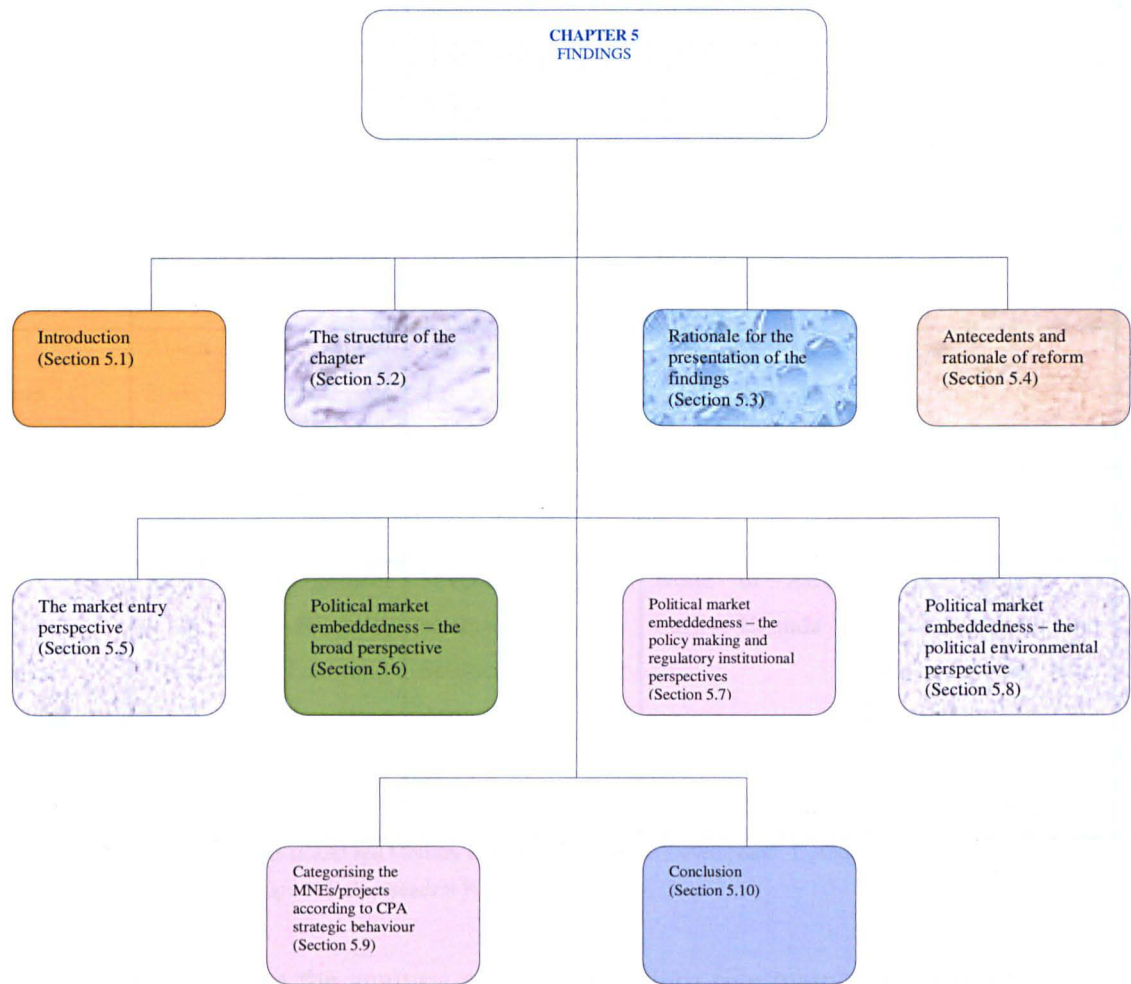 CHAPTER 5
FINDINGS
Introduction
(Section 5.1)
The structure of the
chapter
(Section 5.2)
Rationale for the
presentation of the
findings
(Section 5.3)
Antecedents and
rationale of reform
(Section 5.4)
The market entry
perspective
(Section 5.5)
Political market
embeddedness – the
broad perspective
(Section 5.6)
Political market
embeddedness – the
policy making and
regulatory institutional
perspectives
(Section 5.7)
Political market
embeddedness – the
political environmental
perspective
(Section 5.8)
Categorising the
MNEs/projects
according to CPA
strategic behaviour
(Section 5.9)
Conclusion
(Section 5.10)